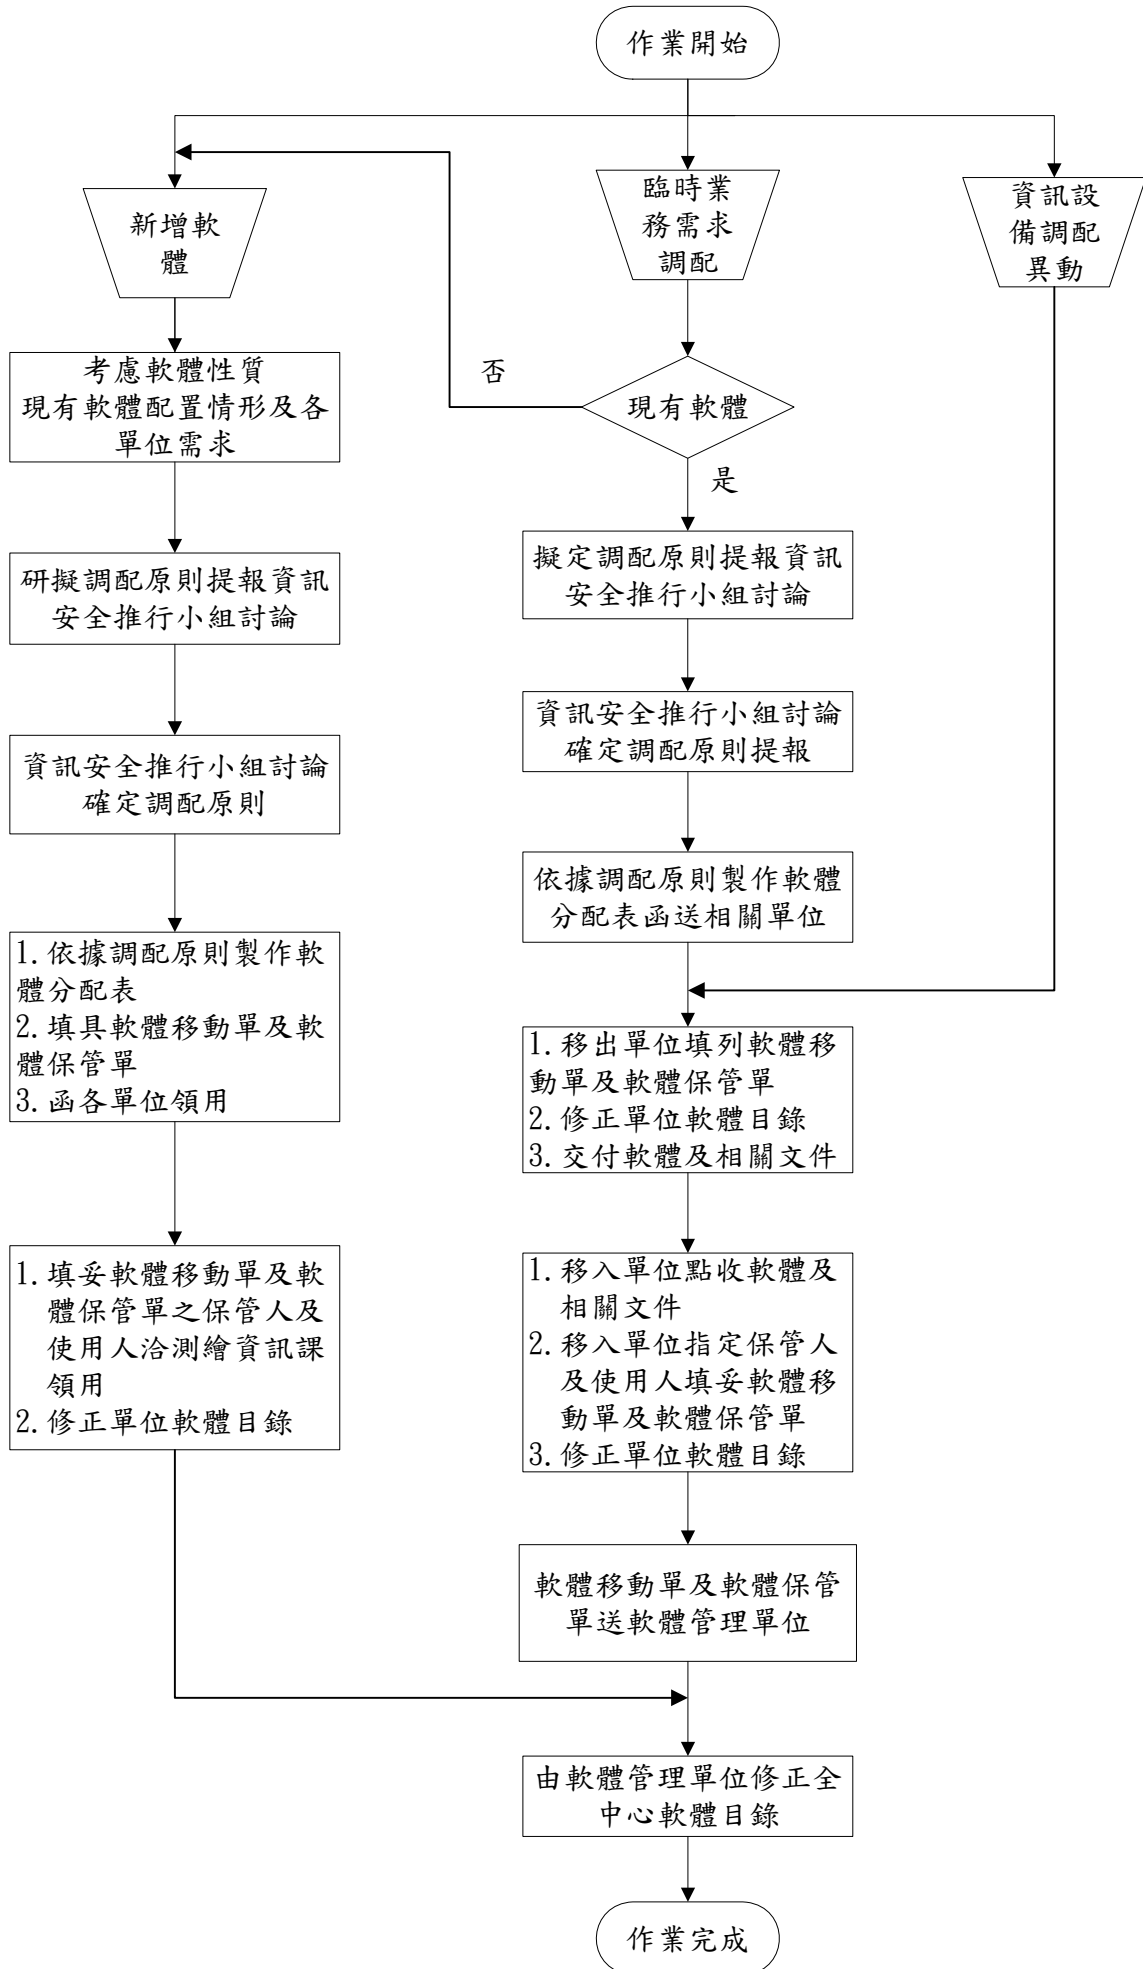 作業開始
新增軟
體
臨時業
務需求
調配
資訊設
備調配
異動
考慮軟體性質
現有軟體配置情形及各
單位需求
否
現有軟體
是
研擬調配原則提報資訊
安全推行小組討論
擬定調配原則提報資訊
安全推行小組討論
資訊安全推行小組討論
確定調配原則
資訊安全推行小組討論
確定調配原則提報
依據調配原則製作軟體
分配表函送相關單位
1.依據調配原則製作軟
體分配表
2.填具軟體移動單及軟
體保管單
3.函各單位領用
1.移出單位填列軟體移
動單及軟體保管單
2.修正單位軟體目錄
3.交付軟體及相關文件
1.填妥軟體移動單及軟
體保管單之保管人及
使用人洽測繪資訊課
領用
2.修正單位軟體目錄
1.移入單位點收軟體及
相關文件
2.移入單位指定保管人
及使用人填妥軟體移
動單及軟體保管單
3.修正單位軟體目錄
軟體移動單及軟體保管
單送軟體管理單位
由軟體管理單位修正全
中心軟體目錄
作業完成